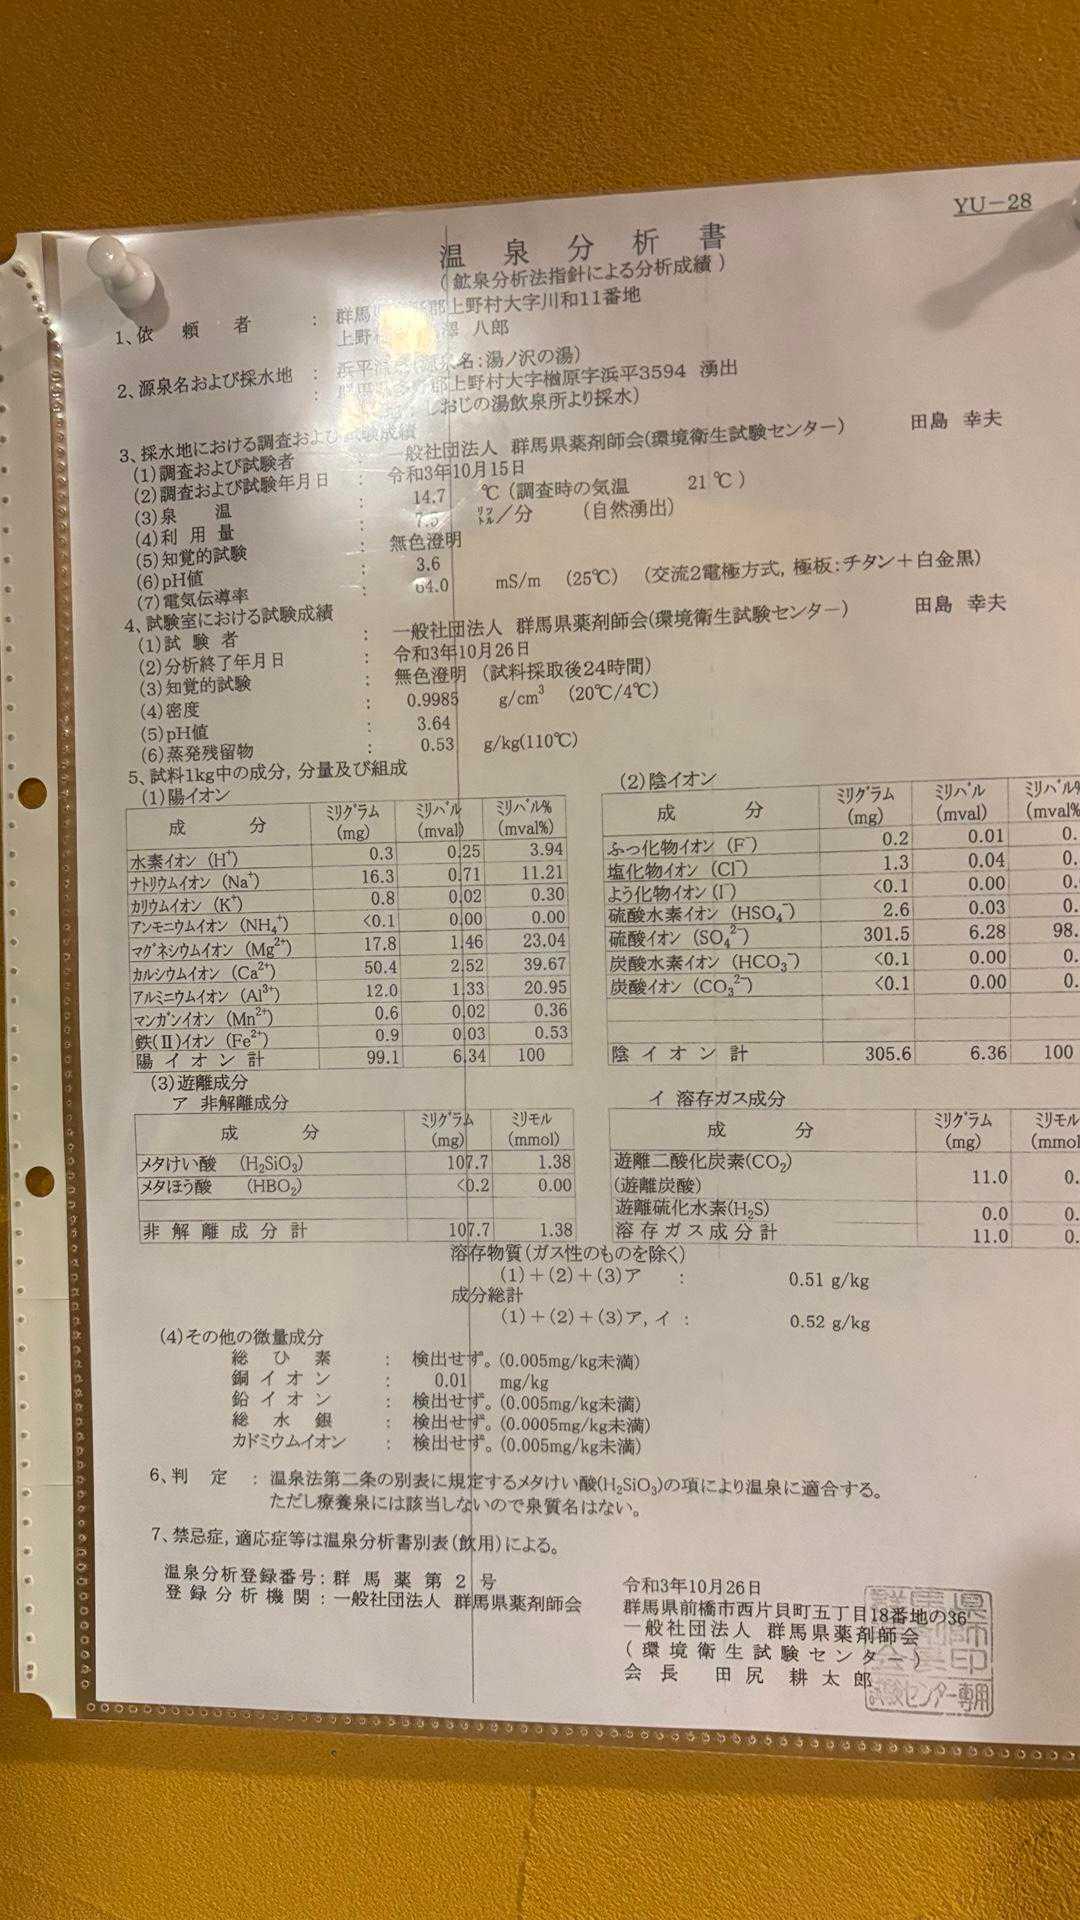 YU－28
温泉分析書
(鉱泉分析法指針による分析成績)
1、依頼者 : 群馬 郡上野村大字川和11番地
上野 澤 八郎
2、源泉名および採水地 : 浜平 源泉名:湯ノ沢の湯)
: 郡上野村大字楢原字浜平3594 湧出
しおじの湯飲泉所より採水)
3、採水地における調査および試験成績
(1)調査および試験者 : 一般社団法人 群馬県薬剤師会(環境衛生試験センター) 田島 幸夫
(2)調査および試験年月日 : 令和3年10月15日
(3)泉温 : 14.7 ℃ (調査時の気温 21 ℃ )
(4)利用量 : 7.5 リットル/分 (自然湧出)
(5)知覚的試験 : 無色澄明
(6)pH値 : 3.6
(7)電気伝導率 : 64.0 mS/m (25℃) (交流2電極方式, 極板:チタン＋白金黒)
4、試験室における試験成績
(1)試験者 : 一般社団法人 群馬県薬剤師会(環境衛生試験センター) 田島 幸夫
(2)分析終了年月日 : 令和3年10月26日
(3)知覚的試験 : 無色澄明 (試料採取後24時間)
(4)密度 : 0.9985 g/cm³ (20℃/4℃)
(5)pH値 : 3.64
(6)蒸発残留物 : 0.53 g/kg(110℃)
5、試料1kg中の成分, 分量及び組成
(1)陽イオン
成分 ミリグラム(mg) ミリバル(mval) ミリバル%(mval%)
水素イオン (H⁺) 0.3 0.25 3.94
ナトリウムイオン (Na⁺) 16.3 0.71 11.21
カリウムイオン (K⁺) 0.8 0.02 0.30
アンモニウムイオン (NH₄⁺) <0.1 0.00 0.00
マグネシウムイオン (Mg²⁺) 17.8 1.46 23.04
カルシウムイオン (Ca²⁺) 50.4 2.52 39.67
アルミニウムイオン (Al³⁺) 12.0 1.33 20.95
マンガンイオン (Mn²⁺) 0.6 0.02 0.36
鉄(Ⅱ)イオン (Fe²⁺) 0.9 0.03 0.53
陽イオン計 99.1 6.34 100
(2)陰イオン
成分 ミリグラム(mg) ミリバル(mval) ミリバル%(mval%
ふっ化物イオン (F⁻) 0.2 0.01 0.
塩化物イオン (Cl⁻) 1.3 0.04 0.
よう化物イオン (I⁻) <0.1 0.00 0.
硫酸水素イオン (HSO₄⁻) 2.6 0.03 0.
硫酸イオン (SO₄²⁻) 301.5 6.28 98.
炭酸水素イオン (HCO₃⁻) <0.1 0.00 0.
炭酸イオン (CO₃²⁻) <0.1 0.00 0.
陰イオン計 305.6 6.36 100
(3)遊離成分
ア 非解離成分
成分 ミリグラム(mg) ミリモル(mmol)
メタけい酸 (H₂SiO₃) 107.7 1.38
メタほう酸 (HBO₂) <0.2 0.00
非解離成分計 107.7 1.38
イ 溶存ガス成分
成分 ミリグラム(mg) ミリモル(mmol
遊離二酸化炭素(CO₂)
(遊離炭酸) 11.0 0.
遊離硫化水素(H₂S) 0.0 0.
溶存ガス成分計 11.0 0.
溶存物質(ガス性のものを除く)
(1)＋(2)＋(3)ア : 0.51 g/kg
成分総計
(1)＋(2)＋(3)ア, イ : 0.52 g/kg
(4)その他の微量成分
総ひ素 : 検出せず。(0.005mg/kg未満)
銅イオン : 0.01 mg/kg
鉛イオン : 検出せず。(0.005mg/kg未満)
総水銀 : 検出せず。(0.0005mg/kg未満)
カドミウムイオン : 検出せず。(0.005mg/kg未満)
6、判定 : 温泉法第二条の別表に規定するメタけい酸(H₂SiO₃)の項により温泉に適合する。
ただし療養泉には該当しないので泉質名はない。
7、禁忌症, 適応症等は温泉分析書別表(飲用)による。
温泉分析登録番号: 群馬薬第2号
登録分析機関 : 一般社団法人 群馬県薬剤師会
令和3年10月26日
群馬県前橋市西片貝町五丁目18番地の36
一般社団法人 群馬県薬剤師会
(環境衛生試験センター)
会長 田尻 耕太郎
群馬県
剤師
印
試験センター専用